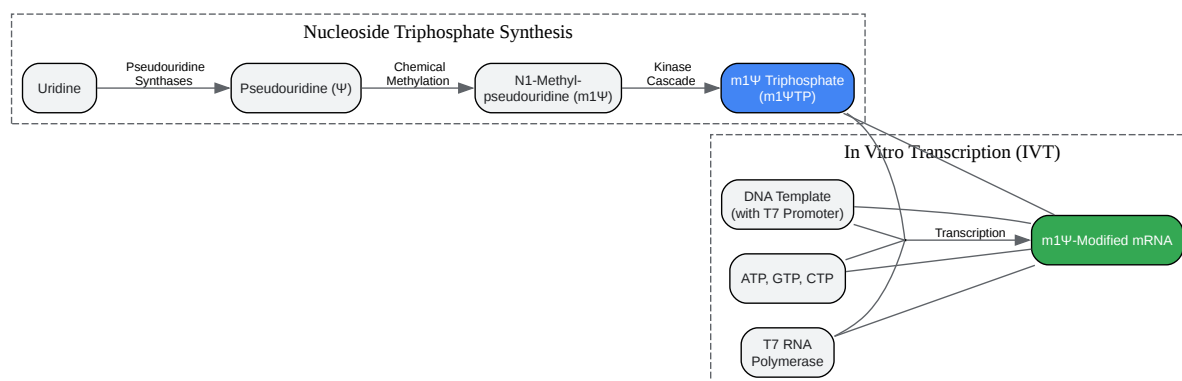 Nucleoside Triphosphate Synthesis
Uridine
Pseudouridine
Synthases
Pseudouridine (Ψ)
Chemical
Methylation
N1-Methyl-
pseudouridine (m1Ψ)
Kinase
Cascade
m1Ψ Triphosphate
(m1ΨTP)
In Vitro Transcription (IVT)
DNA Template
(with T7 Promoter)
ATP, GTP, CTP
T7 RNA
Polymerase
Transcription
m1Ψ-Modified mRNA